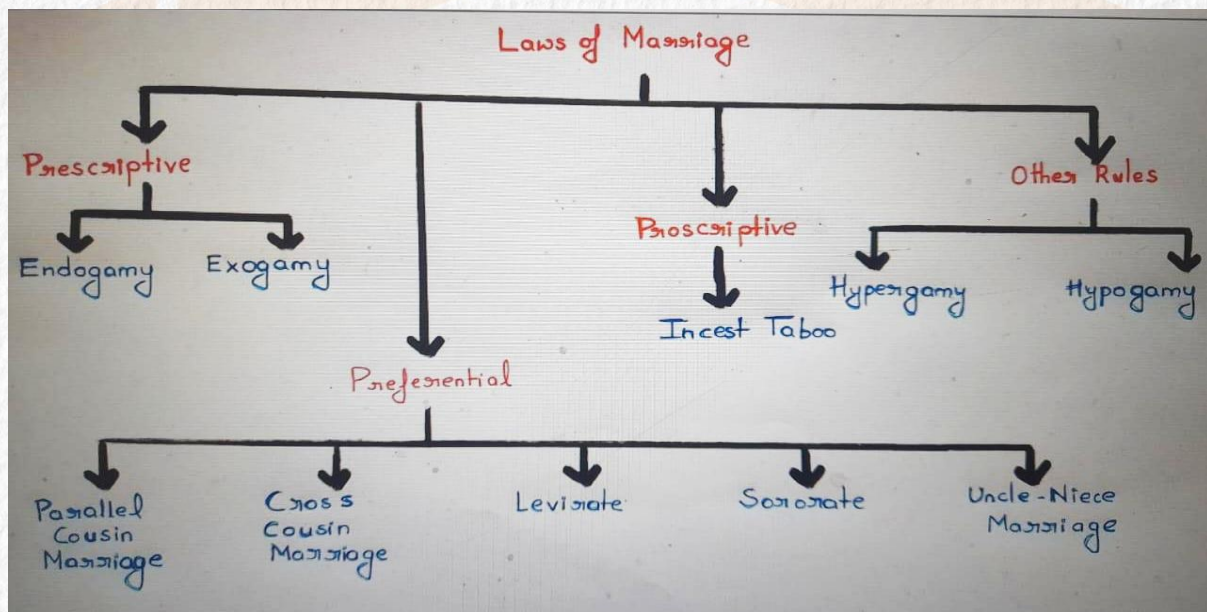 Laws of Marriage
Prescriptive
Other Rules
Proscriptive
Endogamy
Exogamy
Hypergamy
Hypogamy
Incest Taboo
Preferential
Parallel
Cousin
Marriage
Cross
Cousin
Marriage
Levirate
Sororate
Uncle-Niece
Marriage